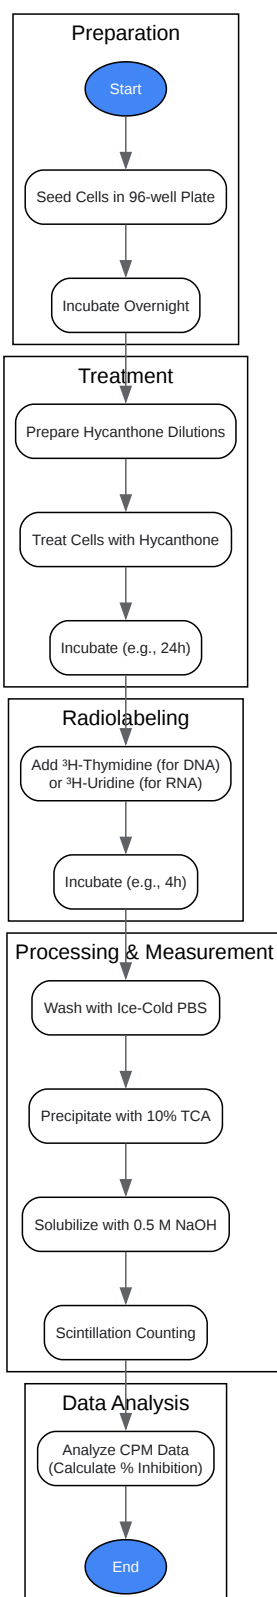 Preparation
Start
Seed Cells in 96-well Plate
Incubate Overnight
Treatment
Prepare Hycanthone Dilutions
Treat Cells with Hycanthone
Incubate (e.g., 24h)
Radiolabeling
Add ³H-Thymidine (for DNA)
or ³H-Uridine (for RNA)
Incubate (e.g., 4h)
Processing & Measurement
Wash with Ice-Cold PBS
Precipitate with 10% TCA
Solubilize with 0.5 M NaOH
Scintillation Counting
Data Analysis
Analyze CPM Data
(Calculate % Inhibition)
End